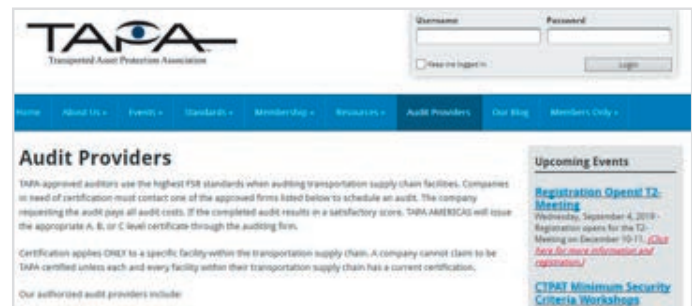 TAPA
Transported Asset Protection Association
Username
Password
Keep me logged in
Login
Home
About Us
Events
Standards
Membership
Resources
Audit Providers
Our Blog
Members Only
Audit Providers
TAPA-approved auditors use the highest FSR standards when auditing transportation supply chain facilities. Companies
in need of certification must contact one of the approved firms listed below to schedule an audit. The company
requesting the audit pays all audit costs. If the completed audit results in a satisfactory score, TAPA AMERICAS will issue
the appropriate A, B, or C level certificate through the auditing firm.
Certification applies ONLY to a specific facility within the transportation supply chain. A company cannot claim to be
TAPA certified unless each and every facility within their transportation supply chain has a current certification.
Our authorized audit providers include:
Upcoming Events
Registration Opens! T2-
Meeting
Wednesday, September 4, 2019 -
Registration opens for the T2-
Meeting on December 10-11. (Click
here for more information and
registration.)
CTPAT Minimum Security
Criteria Workshops